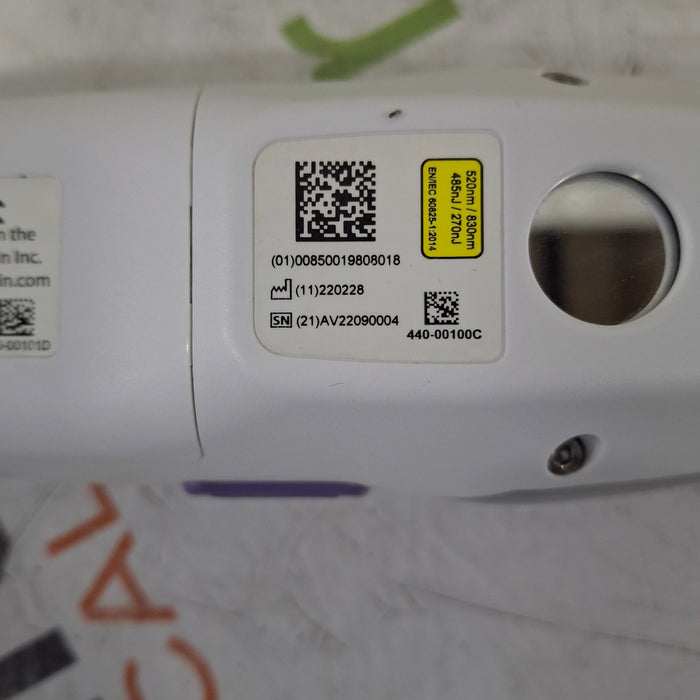 n the
n Inc.
in.com
-00101D
(01)00850019808018
(11)220228
SN (21)AV22090004
520nm / 830nm
485nJ / 270nJ
EN/IEC 60825-1:2014
440-00100C
CAL